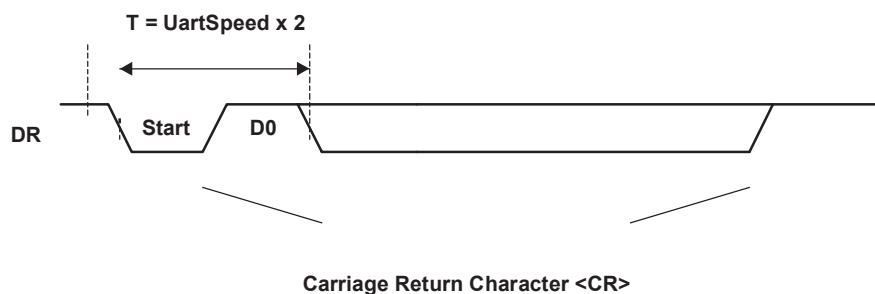 T = UartSpeed x 2
DR
Start
D0
Carriage Return Character <CR>